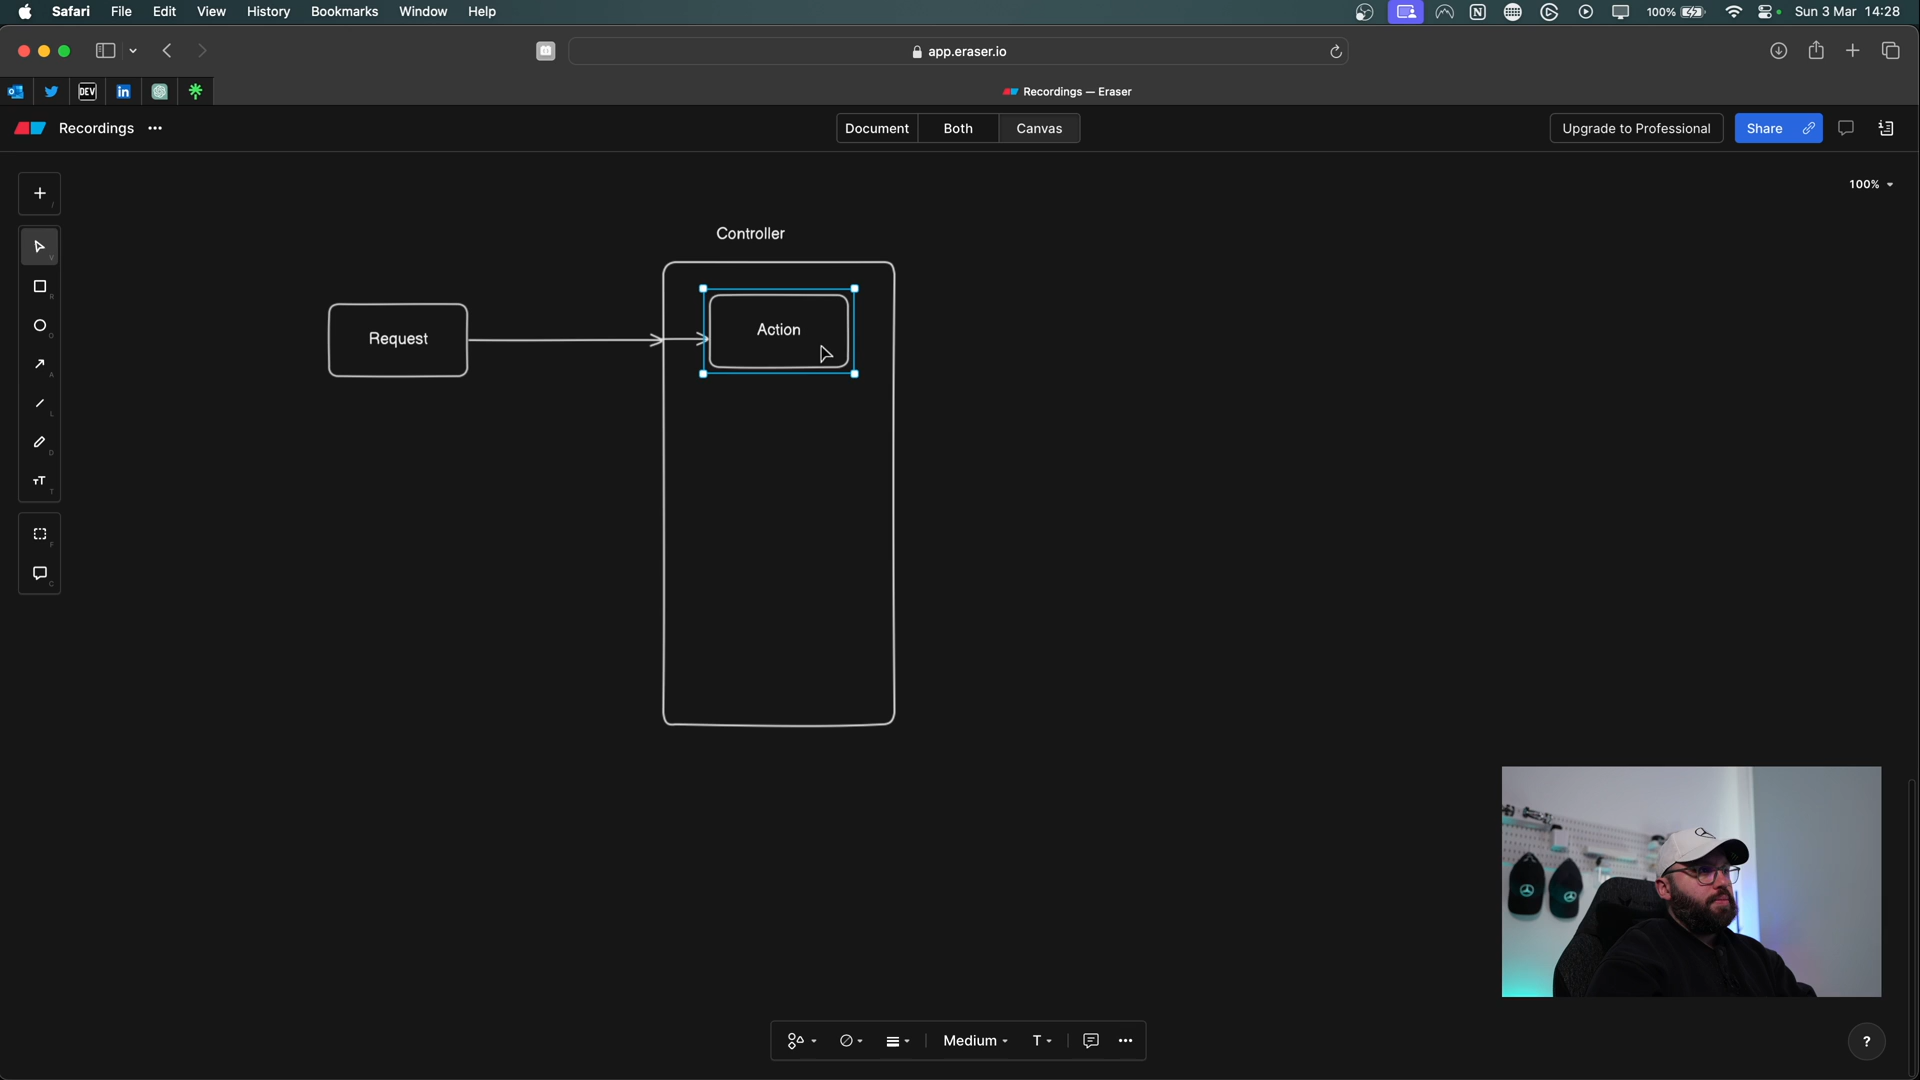 Safari File Edit View History Bookmarks Window Help 100% Sun 3 Mar 14:28
app.eraser.io
DEV
Recordings — Eraser
Recordings ••• Document Both Canvas Upgrade to Professional Share
100%
/
V
R
O
A
L
D
T
F
C
Controller
Request
Action
Medium T
?